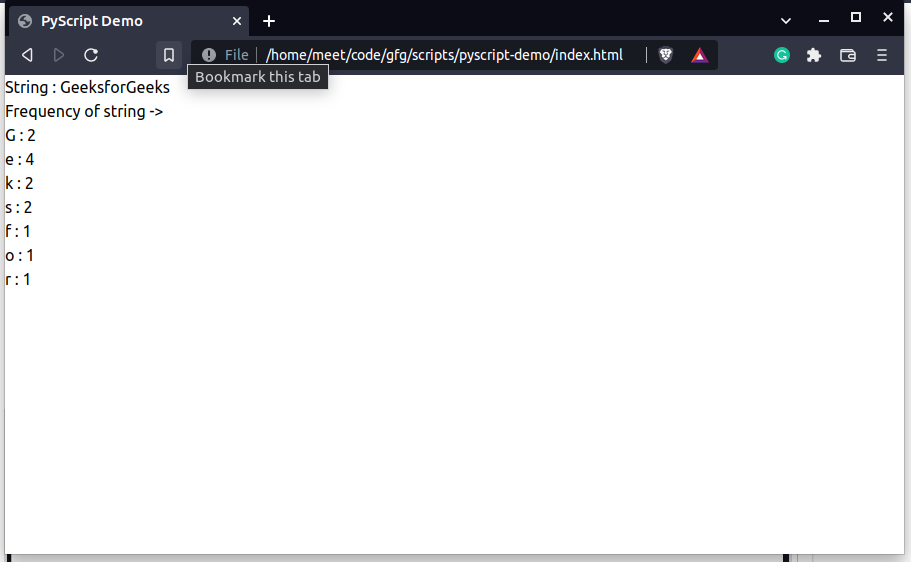 PyScript Demo
File
/home/meet/code/gfg/scripts/pyscript-demo/index.html
Bookmark this tab
String : GeeksforGeeks
Frequency of string ->
G : 2
e : 4
k : 2
s : 2
f : 1
o : 1
r : 1